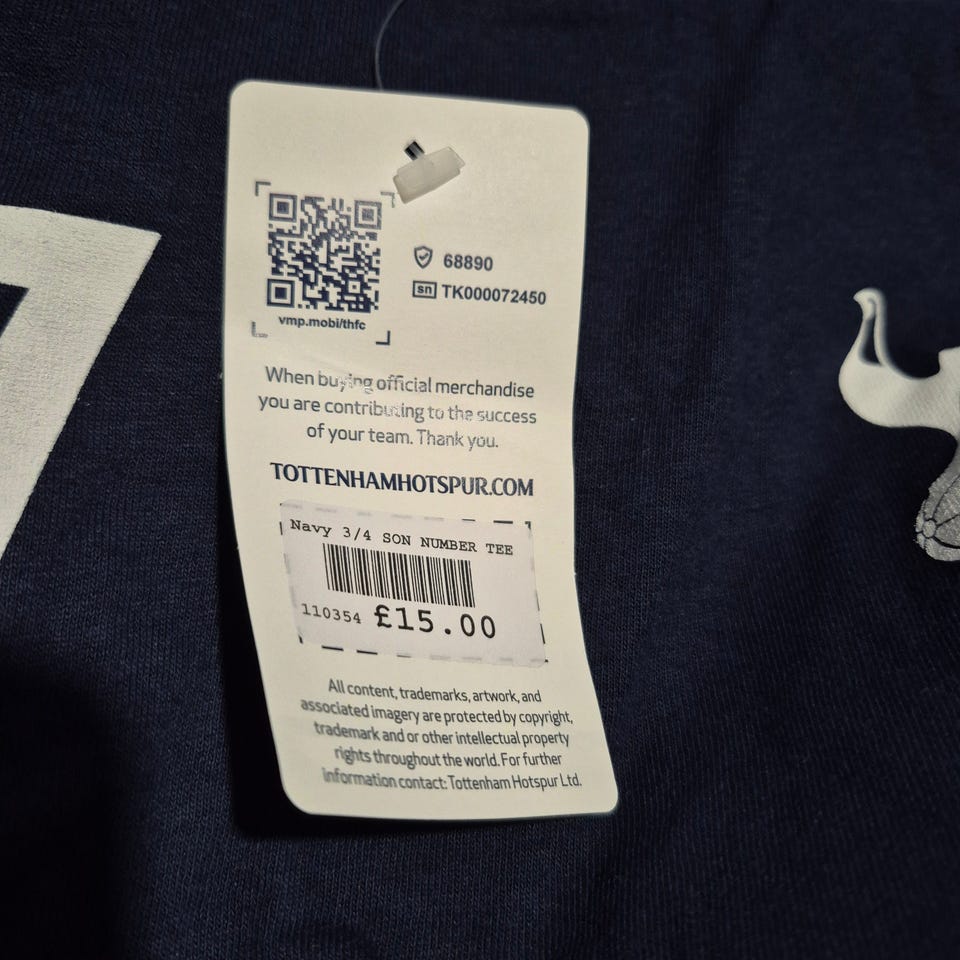 7
68890
sn TK000072450
vmp.mobi/thfc
When buying official merchandise
you are contributing to the success
of your team. Thank you.
TOTTENHAMHOTSPUR.COM
Navy 3/4 SON NUMBER TEE
110354 £15.00
All content, trademarks, artwork, and
associated imagery are protected by copyright,
trademark and or other intellectual property
rights throughout the world. For further
information contact: Tottenham Hotspur Ltd.